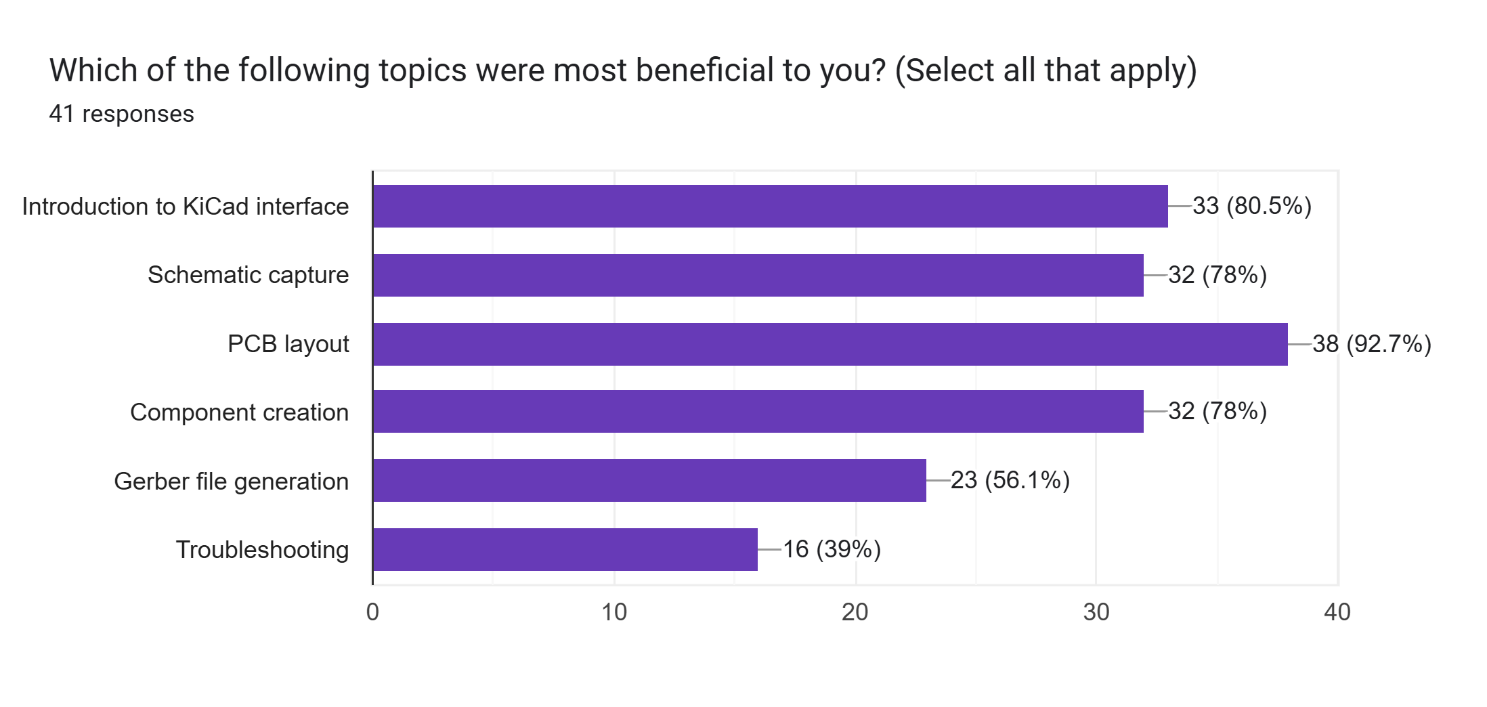 Which of the following topics were most beneficial to you? (Select all that apply)
41 responses
Introduction to KiCad interface 33 (80.5%)
Schematic capture 32 (78%)
PCB layout 38 (92.7%)
Component creation 32 (78%)
Gerber file generation 23 (56.1%)
Troubleshooting 16 (39%)
0 10 20 30 40